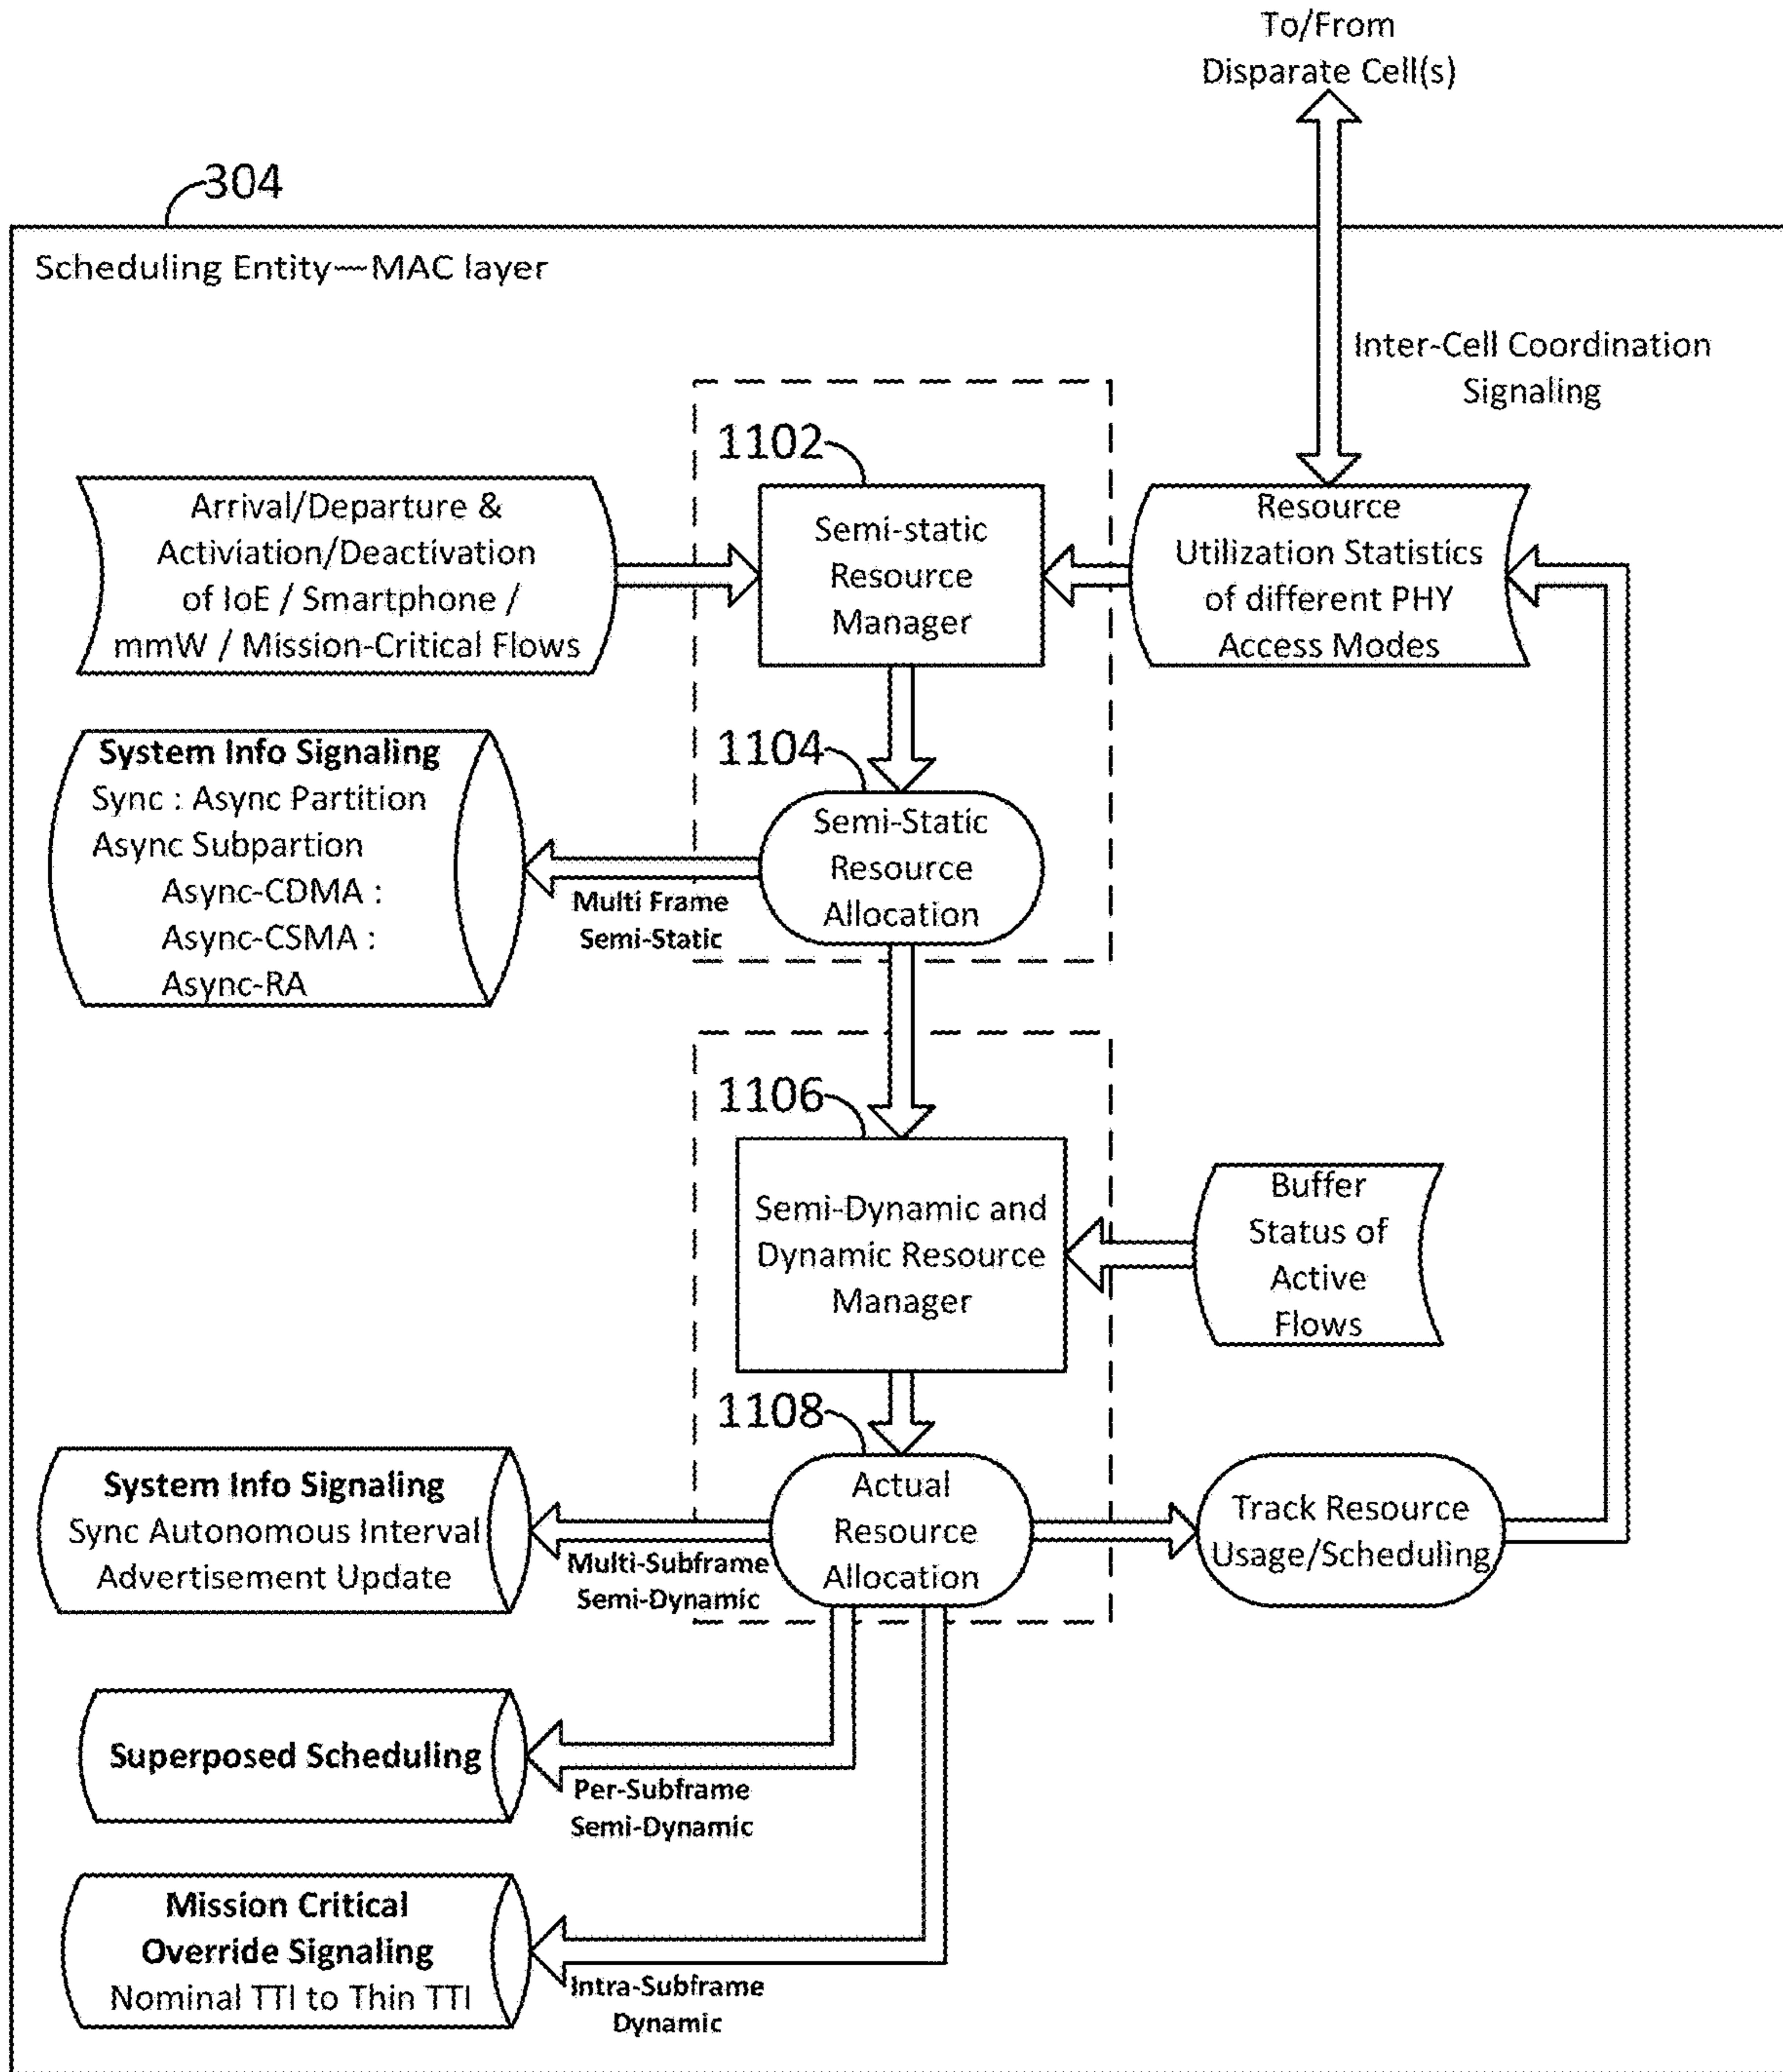 To/From
Disparate Cell(s)
304
Scheduling Entity—MAC layer
Inter-Cell Coordination
Signaling
1102
Arrival/Departure &
Activiation/Deactivation
of IoE / Smartphone /
mmW / Mission-Critical Flows
Semi-static
Resource
Manager
Resource
Utilization Statistics
of different PHY
Access Modes
1104
System Info Signaling
Sync : Async Partition
Async Subpartion
Async-CDMA :
Async-CSMA :
Async-RA
Multi Frame
Semi-Static
Semi-Static
Resource
Allocation
1106
Semi-Dynamic and
Dynamic Resource
Manager
Buffer
Status of
Active
Flows
1108
System Info Signaling
Sync Autonomous Interval
Advertisement Update
Multi-Subframe
Semi-Dynamic
Actual
Resource
Allocation
Track Resource
Usage/Scheduling
Superposed Scheduling
Per-Subframe
Semi-Dynamic
Mission Critical
Override Signaling
Nominal TTI to Thin TTI
Intra-Subframe
Dynamic